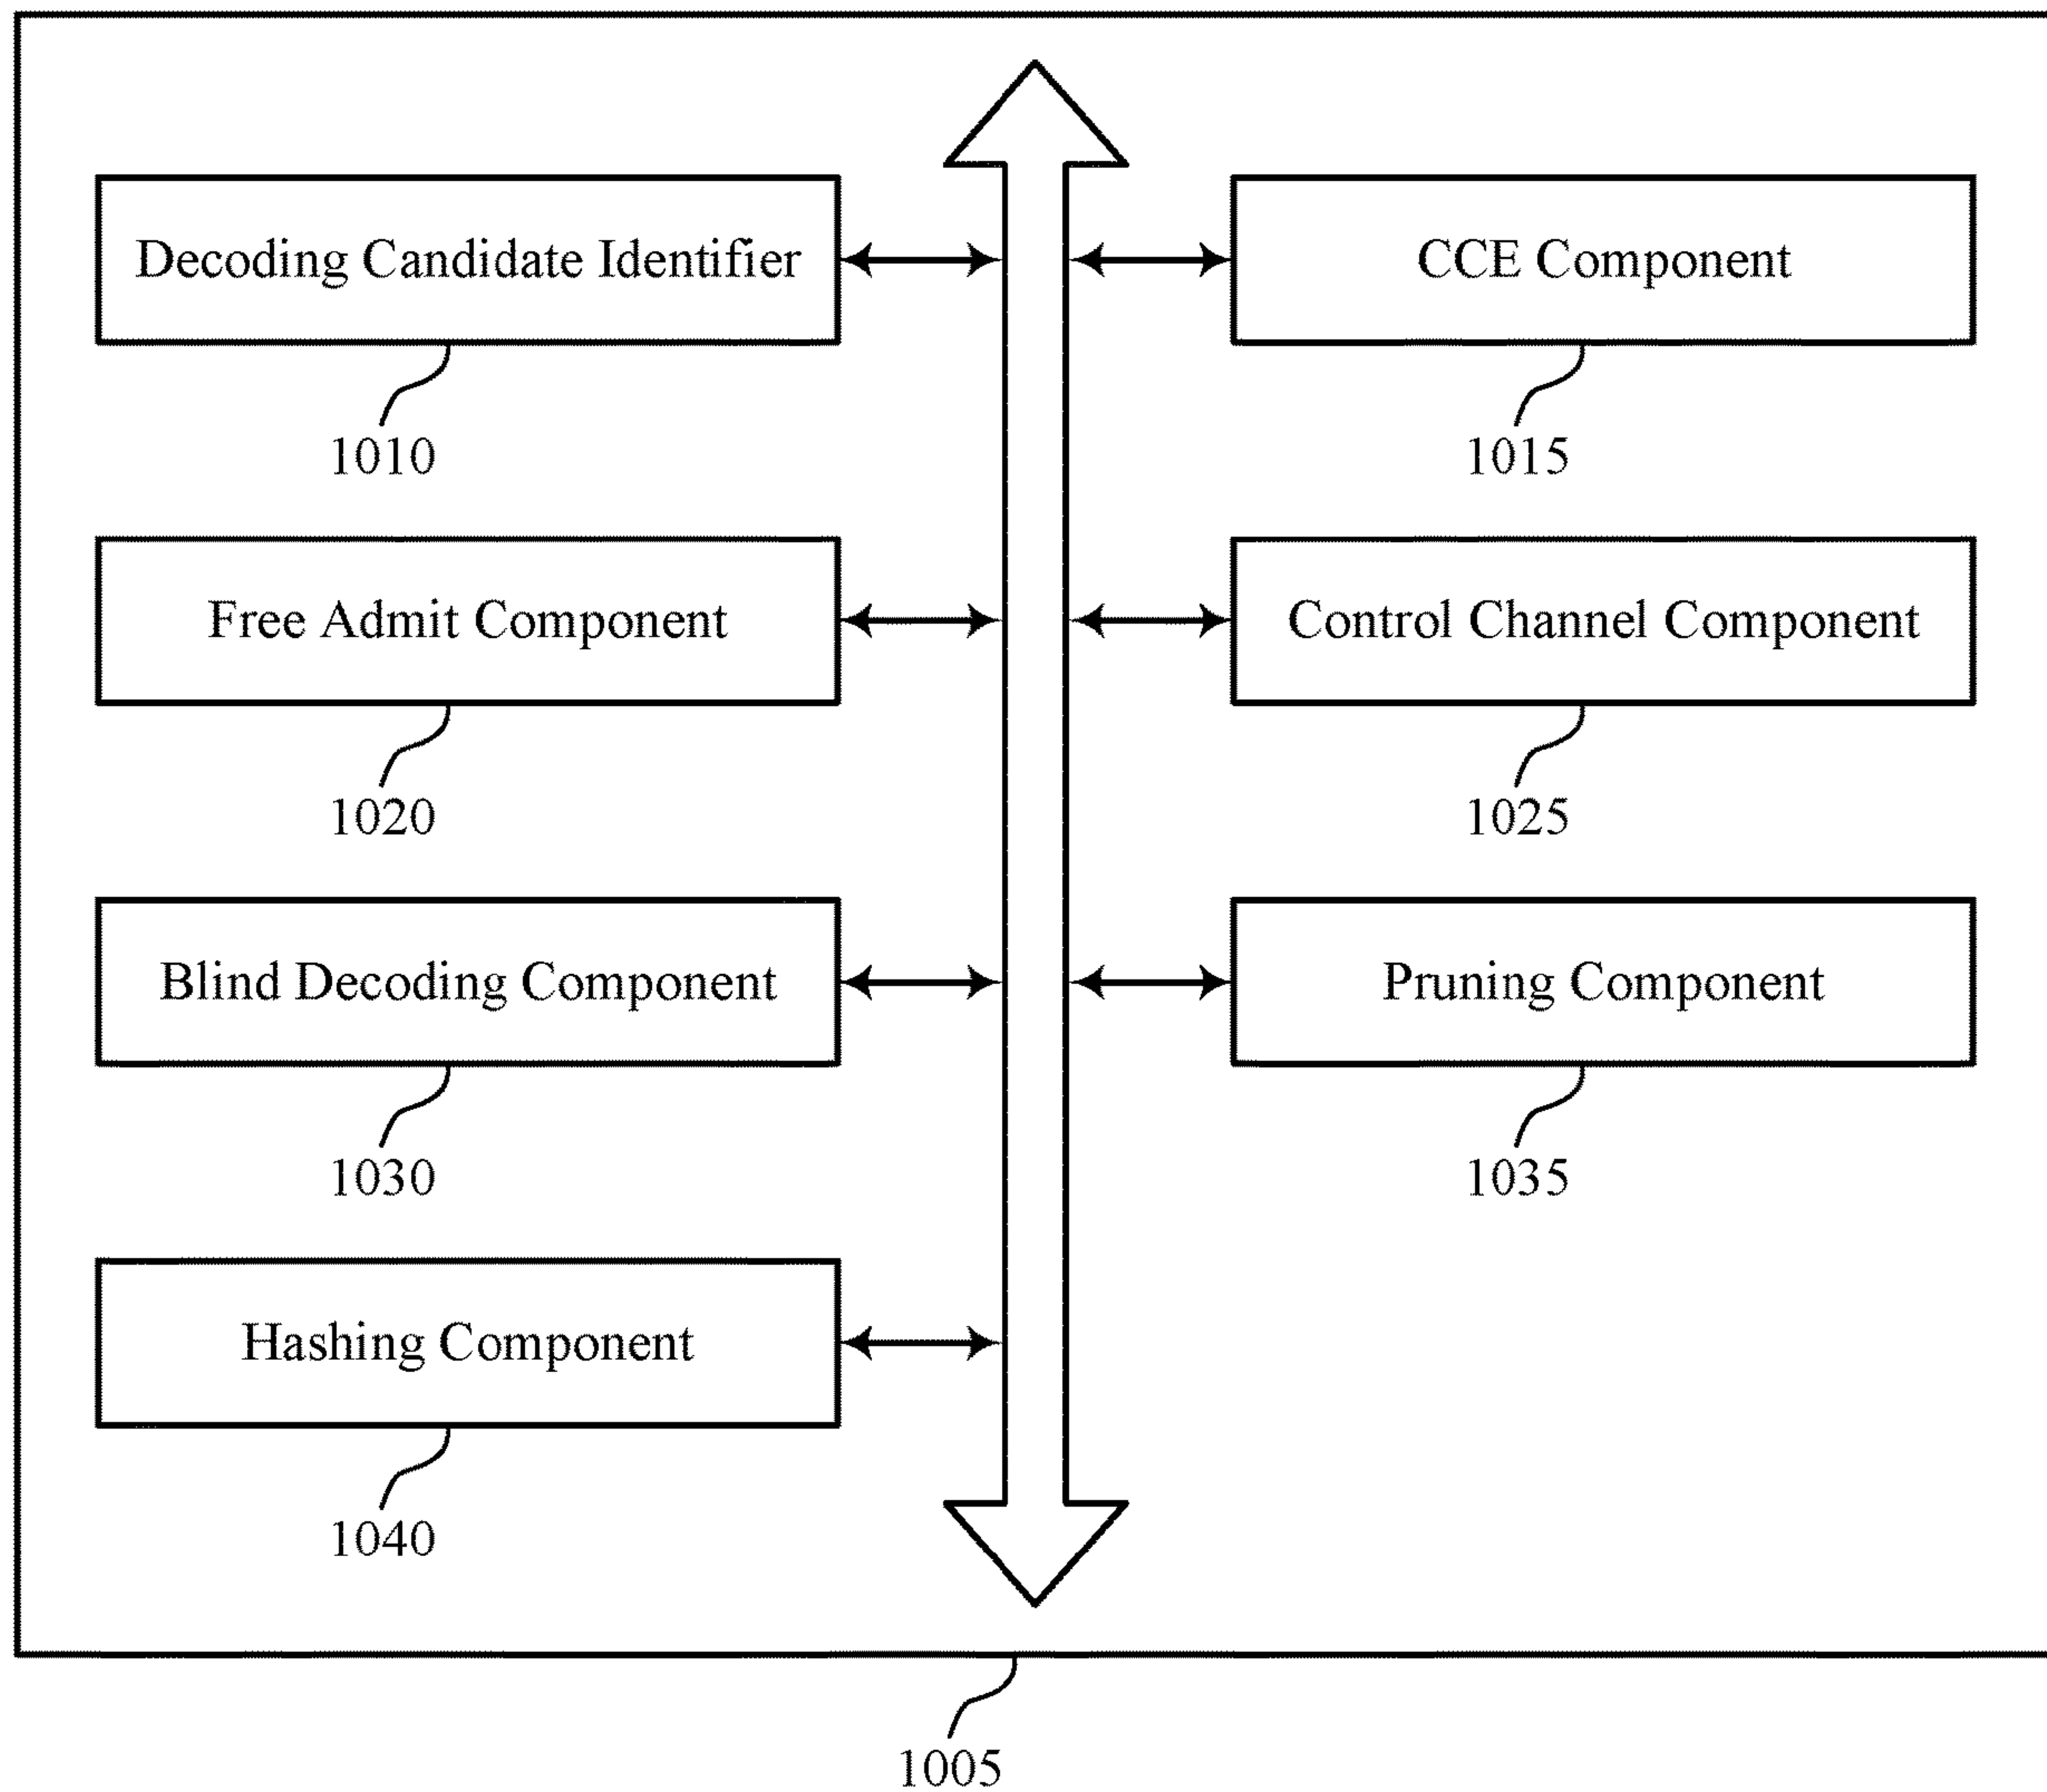 Decoding Candidate Identifier
CCE Component
1010
1015
Free Admit Component
Control Channel Component
1020
1025
Blind Decoding Component
Pruning Component
1030
1035
Hashing Component
1040
1005